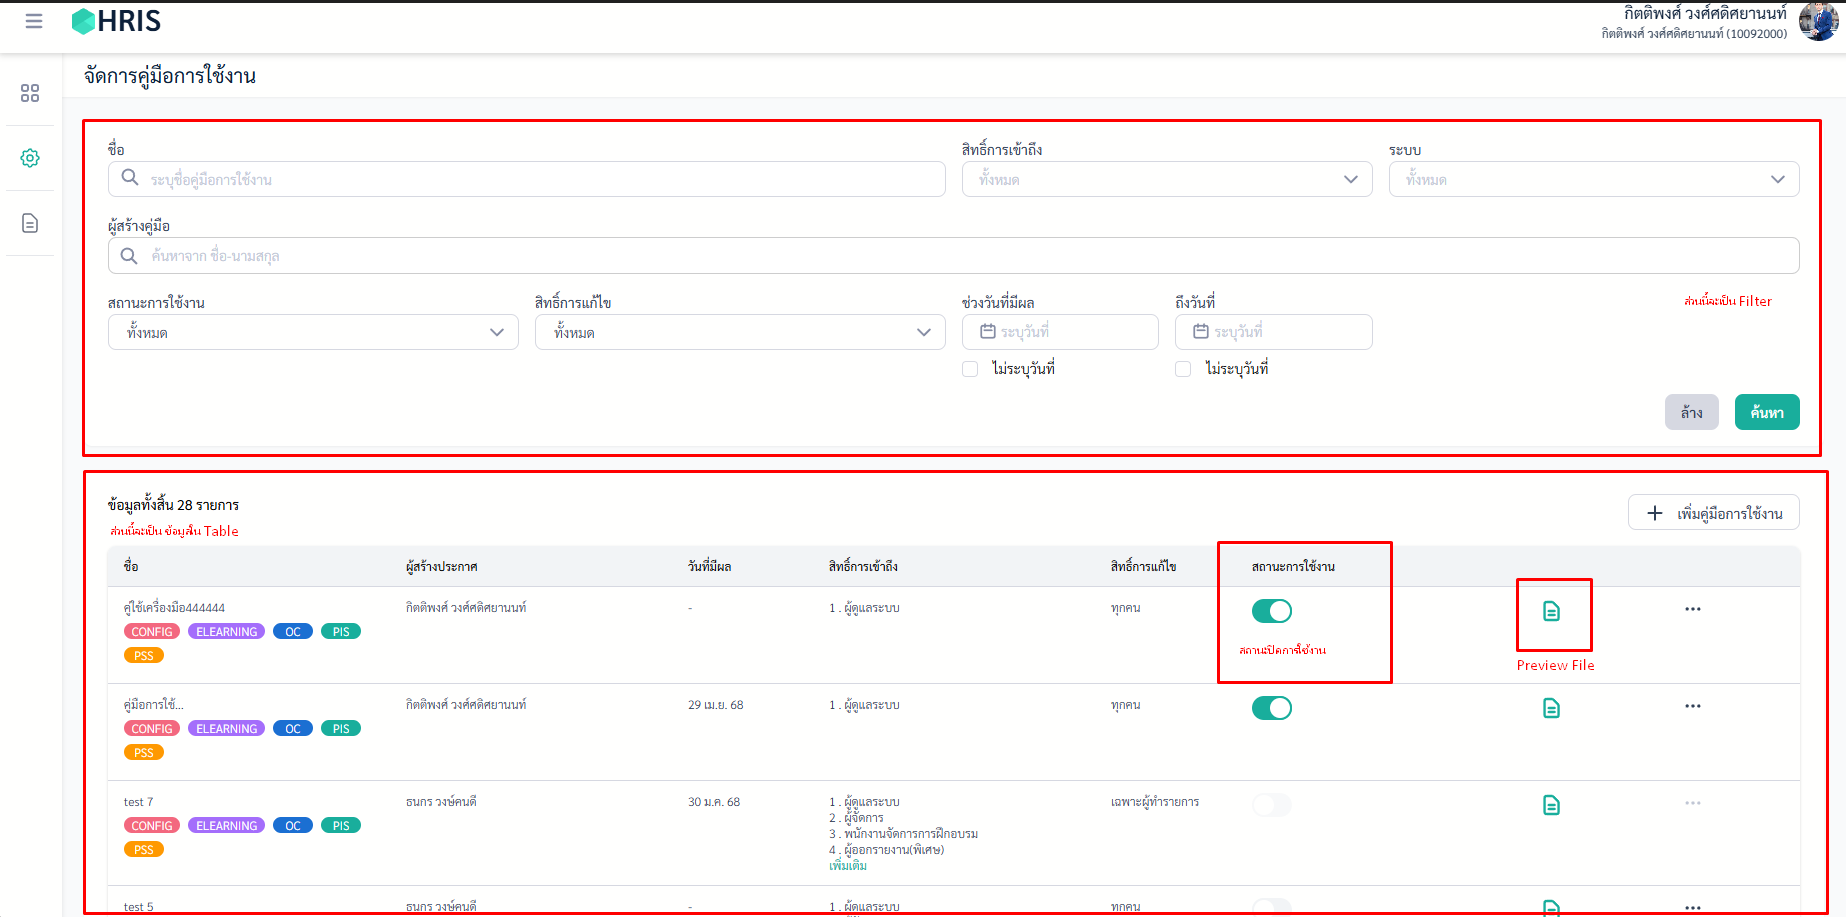 HRIS
กิตติพงศ์ วงศ์ศดิศยานนท์
กิตติพงศ์ วงศ์ศดิศยานนท์ (10092000)
จัดการคู่มือการใช้งาน
ชื่อ สิทธิ์การเข้าถึง ระบบ
ระบุชื่อคู่มือการใช้งาน ทั้งหมด ทั้งหมด
ผู้สร้างคู่มือ
ค้นหาจาก ชื่อ-นามสกุล
สถานะการใช้งาน สิทธิ์การแก้ไข ช่วงวันที่มีผล ถึงวันที่ ส่วนนี้จะเป็น Filter
ทั้งหมด ทั้งหมด ระบุวันที่ ระบุวันที่
ไม่ระบุวันที่ ไม่ระบุวันที่
ล้าง ค้นหา
ข้อมูลทั้งสิ้น 28 รายการ เพิ่มคู่มือการใช้งาน
ส่วนนี้จะเป็น ข้อมูลใน Table
ชื่อ ผู้สร้างประกาศ วันที่มีผล สิทธิ์การเข้าถึง สิทธิ์การแก้ไข สถานะการใช้งาน
คู่ใช้เครื่องมือ444444 กิตติพงศ์ วงศ์ศดิศยานนท์ - 1 . ผู้ดูแลระบบ ทุกคน
CONFIG ELEARNING OC PIS
PSS สถานะปิดการใช้งาน Preview File
คู่มือการใช้... กิตติพงศ์ วงศ์ศดิศยานนท์ 29 เม.ย. 68 1 . ผู้ดูแลระบบ ทุกคน
CONFIG ELEARNING OC PIS
PSS
test 7 ธนกร วงษ์คนดี 30 ม.ค. 68 1 . ผู้ดูแลระบบ เฉพาะผู้ทำรายการ
2 . ผู้จัดการ
CONFIG ELEARNING OC PIS 3 . พนักงานจัดการการฝึกอบรม
PSS 4 . ผู้ออกรายงาน(พิเศษ)
เพิ่มเติม
test 5 ธนกร วงษ์คนดี - 1 . ผู้ดูแลระบบ ทุกคน